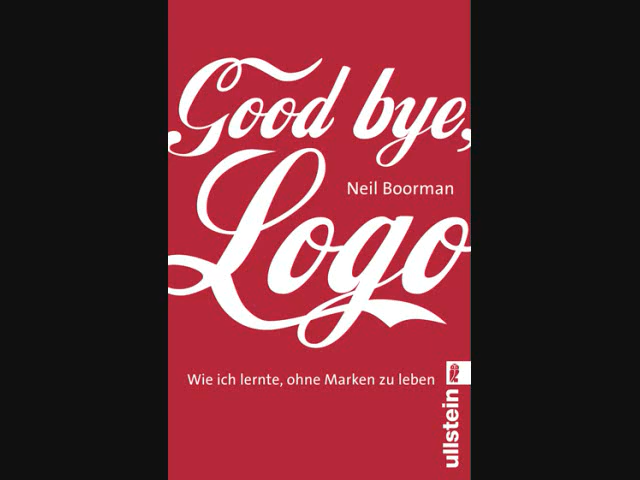 Good bye,
Neil Boorman
Logo
Wie ich lernte, ohne Marken zu leben
ullstein